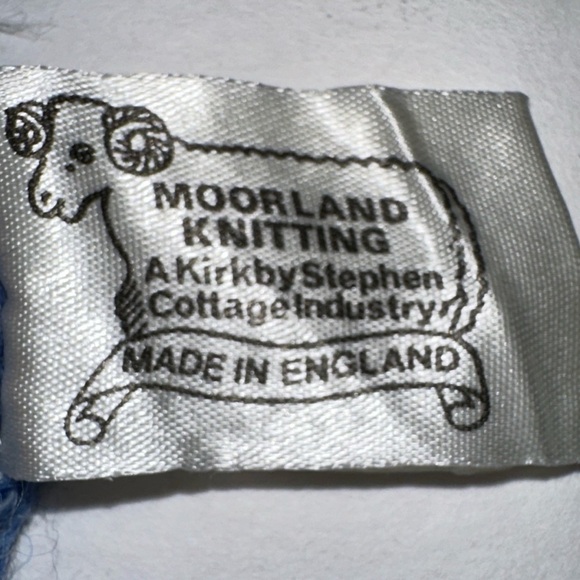 MOORLAND
KNITTING
A Kirkby Stephen
Cottage Industry
MADE IN ENGLAND